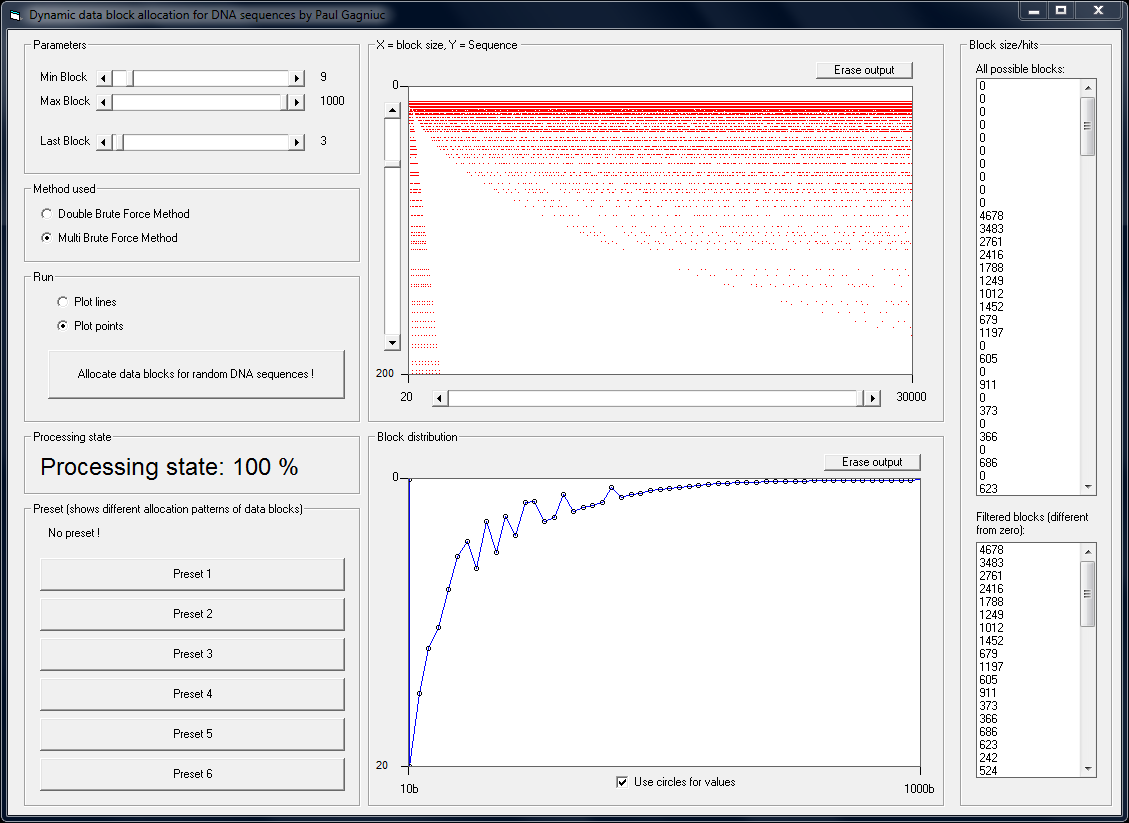 Dynamic data block allocation for DNA sequences by Paul Gagniuc
Parameters
Min Block
9
Max Block
1000
Last Block
3
Method used
Double Brute Force Method
Multi Brute Force Method
Run
Plot lines
Plot points
Allocate data blocks for random DNA sequences !
Processing state
Processing state: 100 %
Preset (shows different allocation patterns of data blocks)
No preset !
Preset 1
Preset 2
Preset 3
Preset 4
Preset 5
Preset 6
X = block size, Y = Sequence
Erase output
0
200
20
30000
Block distribution
Erase output
0
20
10b
Use circles for values
1000b
Block size/hits
All possible blocks:
0
0
0
0
0
0
0
0
0
0
4678
3483
2761
2416
1788
1249
1012
1452
679
1197
0
605
0
911
0
373
0
366
0
686
0
623
Filtered blocks (different
from zero):
4678
3483
2761
2416
1788
1249
1012
1452
679
1197
605
911
373
366
686
623
242
524